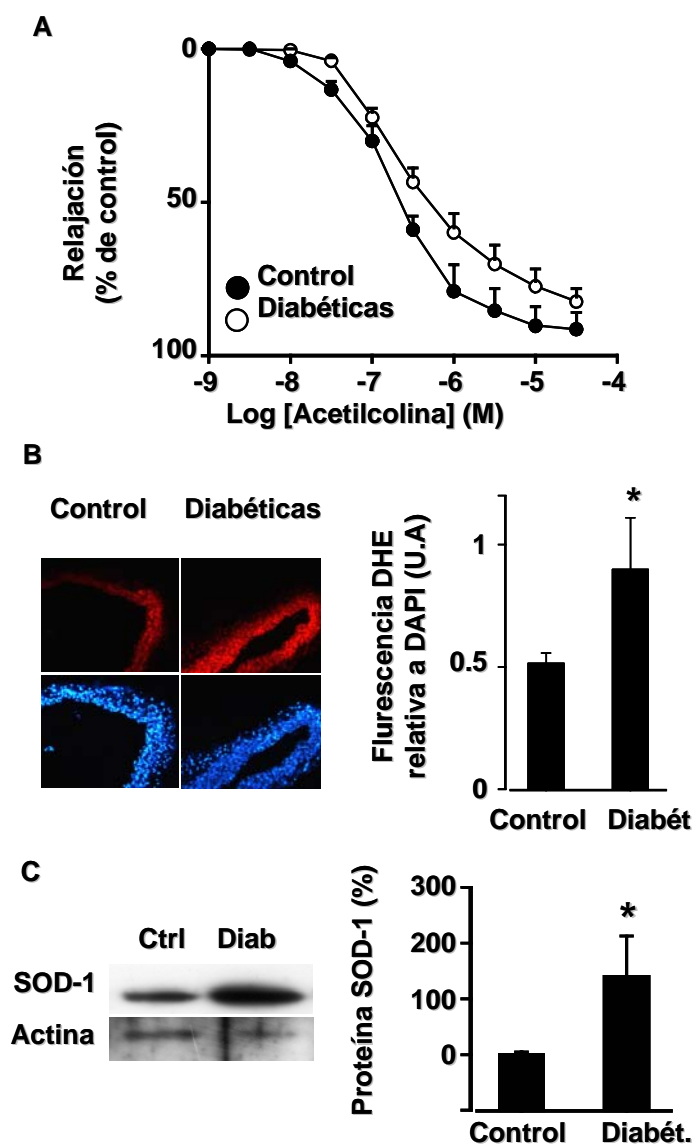 A
Relajación
(% de control)
0
50
100
Control
Diabéticas
-9 -8 -7 -6 -5 -4
Log [Acetilcolina] (M)
B
Control Diabéticas
Flurescencia DHE
relativa a DAPI (U.A)
1
0.5
0
*
Control Diabét
C
Ctrl Diab
SOD-1
Actina
Proteína SOD-1 (%)
300
200
100
0
*
Control Diabét.